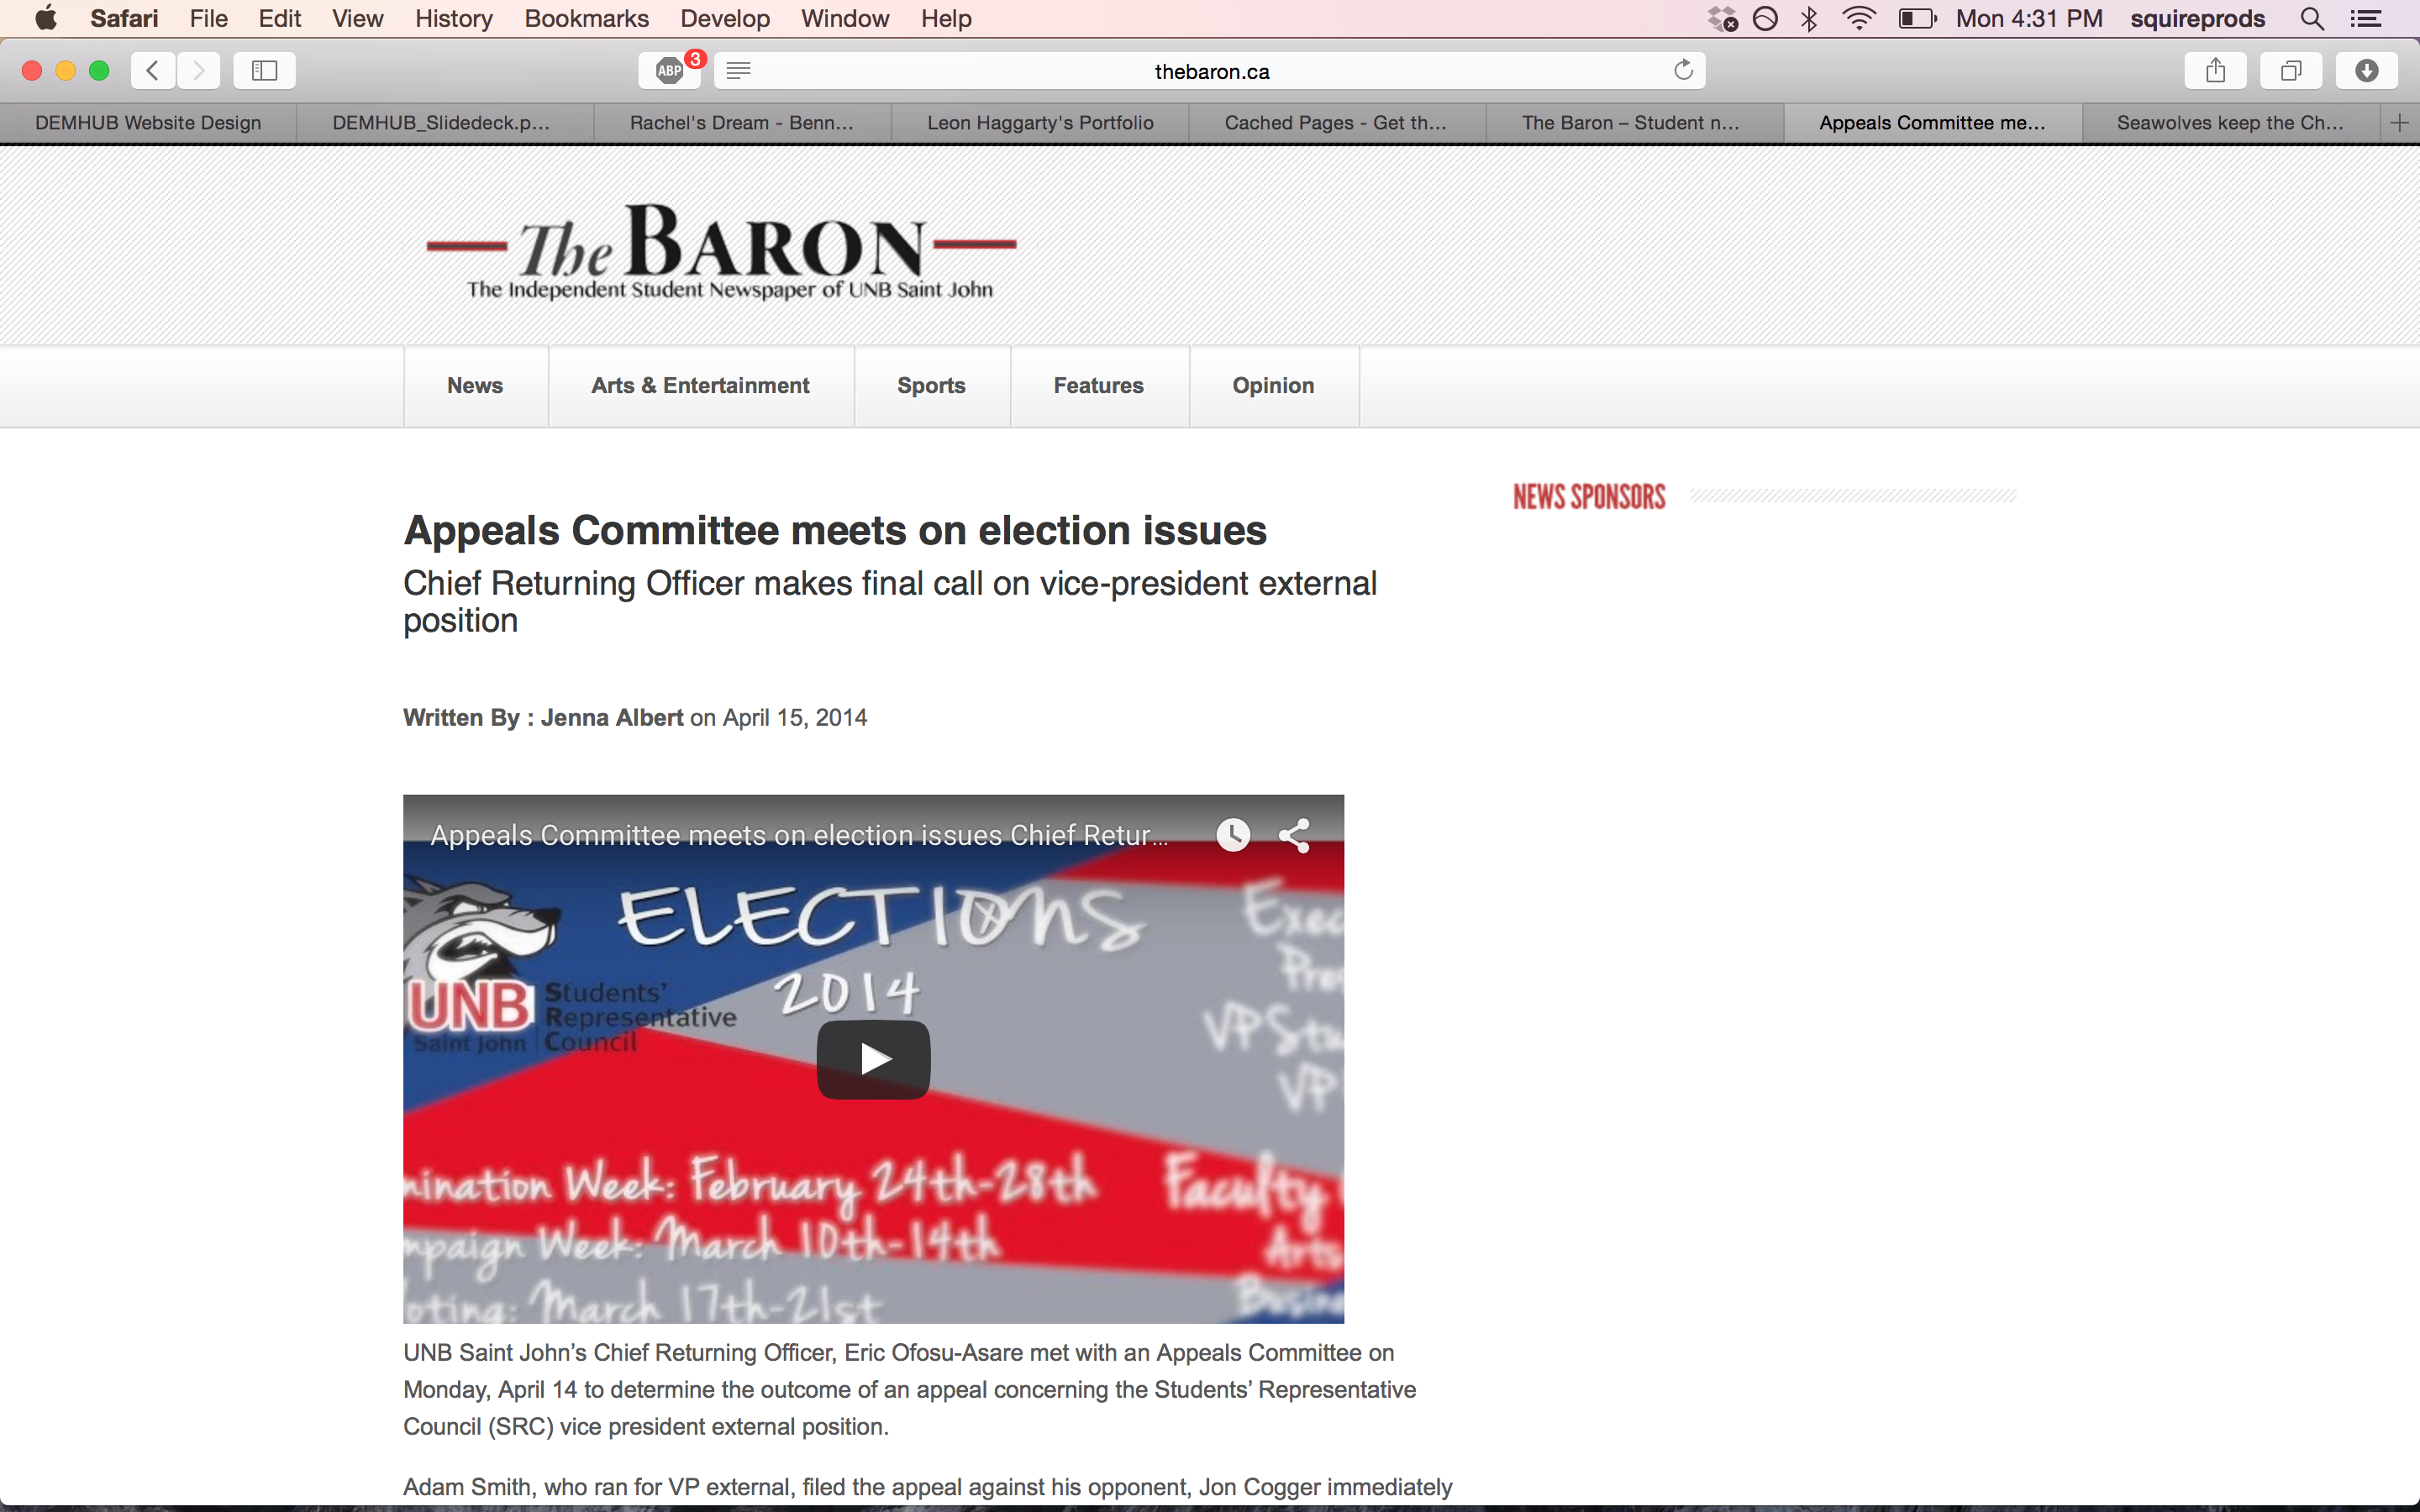 Safari File Edit View History Bookmarks Develop Window Help Mon 4:31 PM squireprods
ABP 3 thebaron.ca
DEMHUB Website Design DEMHUB_Slidedeck.p... Rachel's Dream - Benn... Leon Haggarty's Portfolio Cached Pages - Get th... The Baron – Student n... Appeals Committee me... Seawolves keep the Ch...
The BARON
The Independent Student Newspaper of UNB Saint John
News Arts & Entertainment Sports Features Opinion
NEWS SPONSORS
Appeals Committee meets on election issues
Chief Returning Officer makes final call on vice-president external
position
Written By : Jenna Albert on April 15, 2014
Appeals Committee meets on election issues Chief Retur...
ELECTIONS
2014
UNB Students'
Representative
Saint John Council
Exec
Pres
VP Stu
VP
mination Week: February 24th-28th
mpaign Week: March 10th-14th
oting: March 17th-21st
Faculty
Arts
Busine
UNB Saint John’s Chief Returning Officer, Eric Ofosu-Asare met with an Appeals Committee on
Monday, April 14 to determine the outcome of an appeal concerning the Students’ Representative
Council (SRC) vice president external position.
Adam Smith, who ran for VP external, filed the appeal against his opponent, Jon Cogger immediately